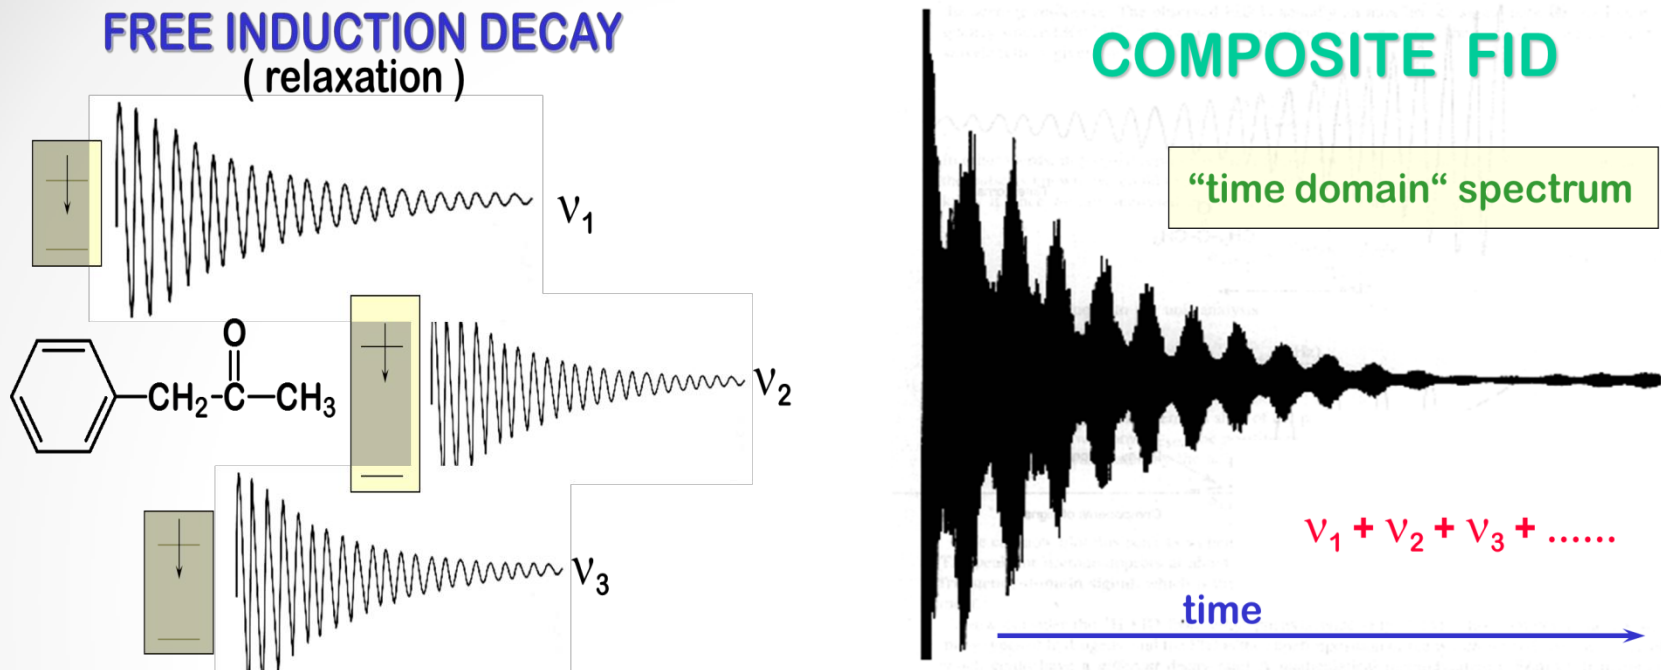 FREE INDUCTION DECAY
( relaxation )
ν₁
O
CH₂-C-CH₃
ν₂
ν₃
COMPOSITE FID
“time domain“ spectrum
ν₁ + ν₂ + ν₃ + ......
time